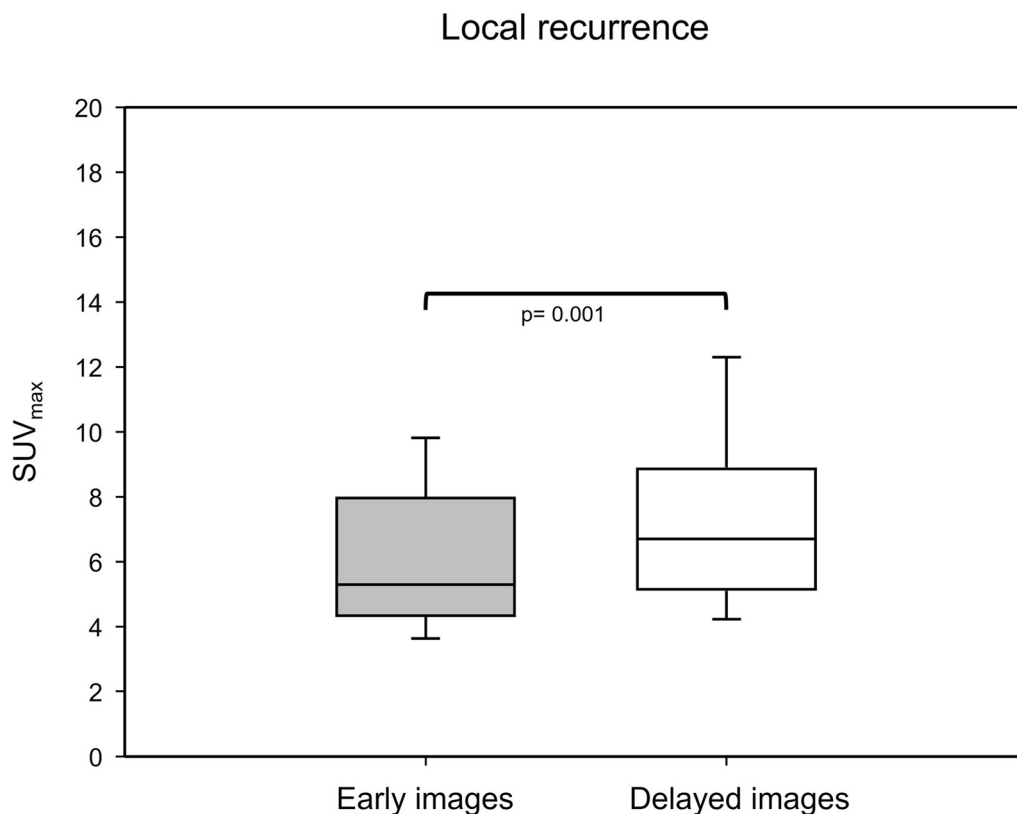 Local recurrence
20
18
16
14
12
10
8
6
4
2
0
SUVmax
p= 0.001
Early images
Delayed images